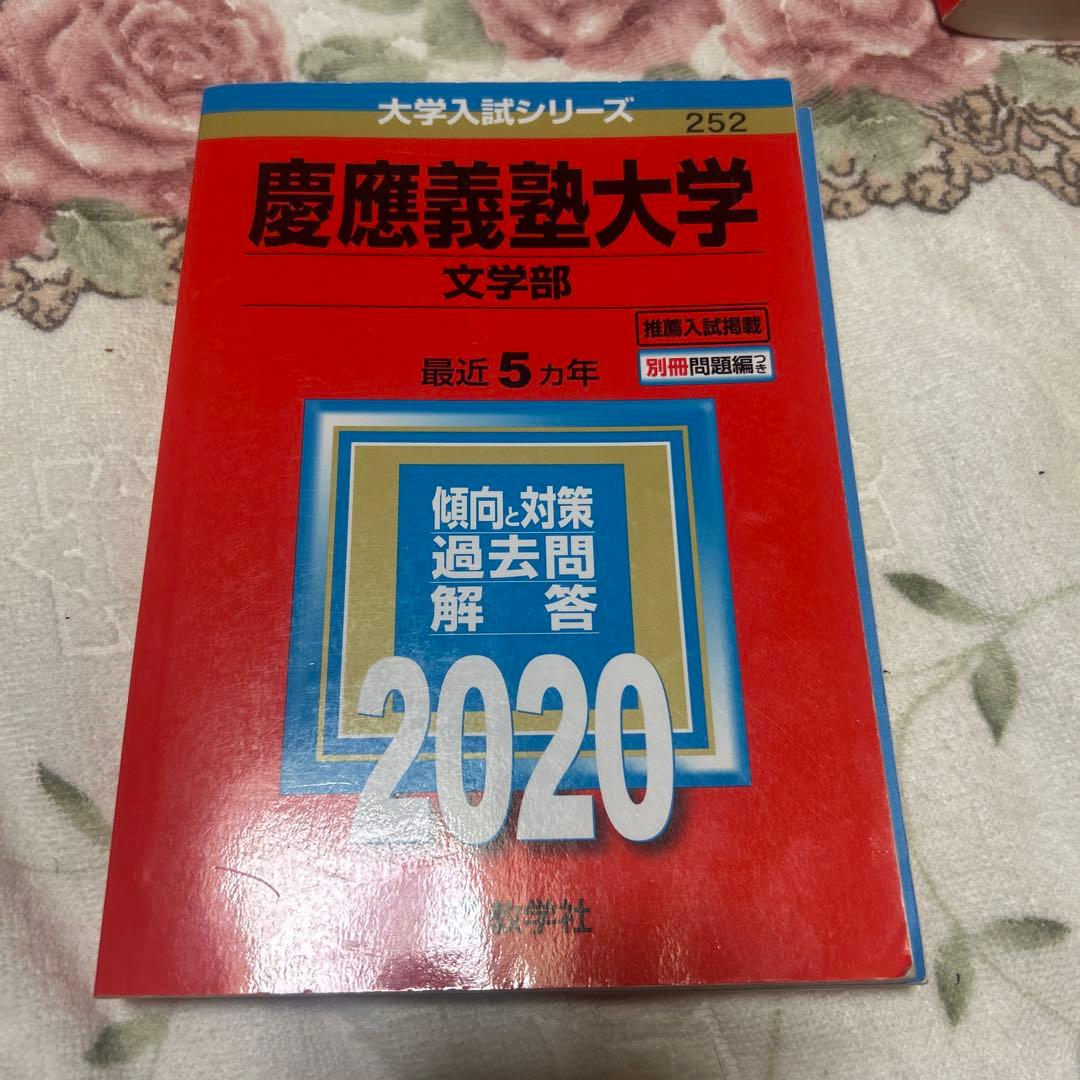 大学入試シリーズ
252
慶應義塾大学
文学部
推薦入試掲載
最近5カ年
別冊問題編つき
傾向と対策
過去問
解答
2020
教学社